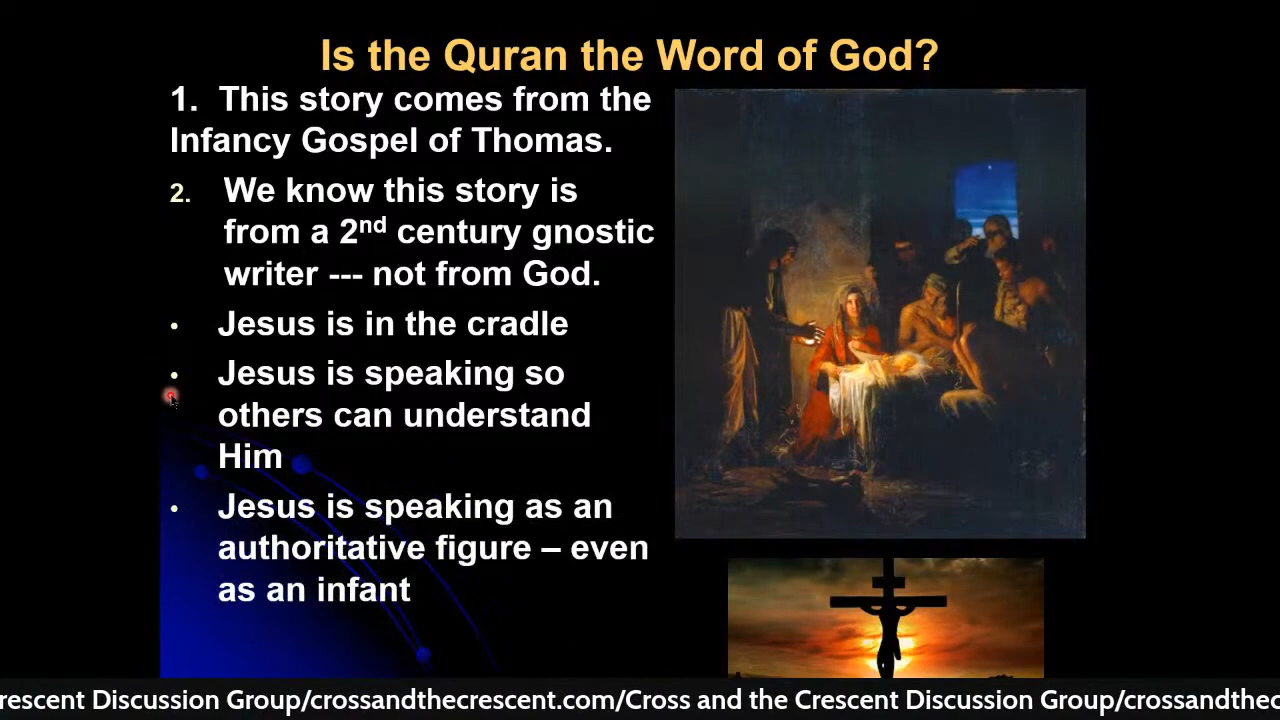 Is the Quran the Word of God?
1. This story comes from the
Infancy Gospel of Thomas.
2. We know this story is
from a 2nd century gnostic
writer --- not from God.
• Jesus is in the cradle
• Jesus is speaking so
others can understand
Him
• Jesus is speaking as an
authoritative figure – even
as an infant
rescent Discussion Group/crossandthecrescent.com/Cross and the Crescent Discussion Group/crossandthec